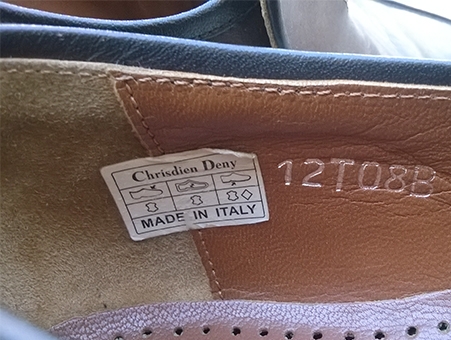 Chrisdien Deny
MADE IN ITALY
12T08B